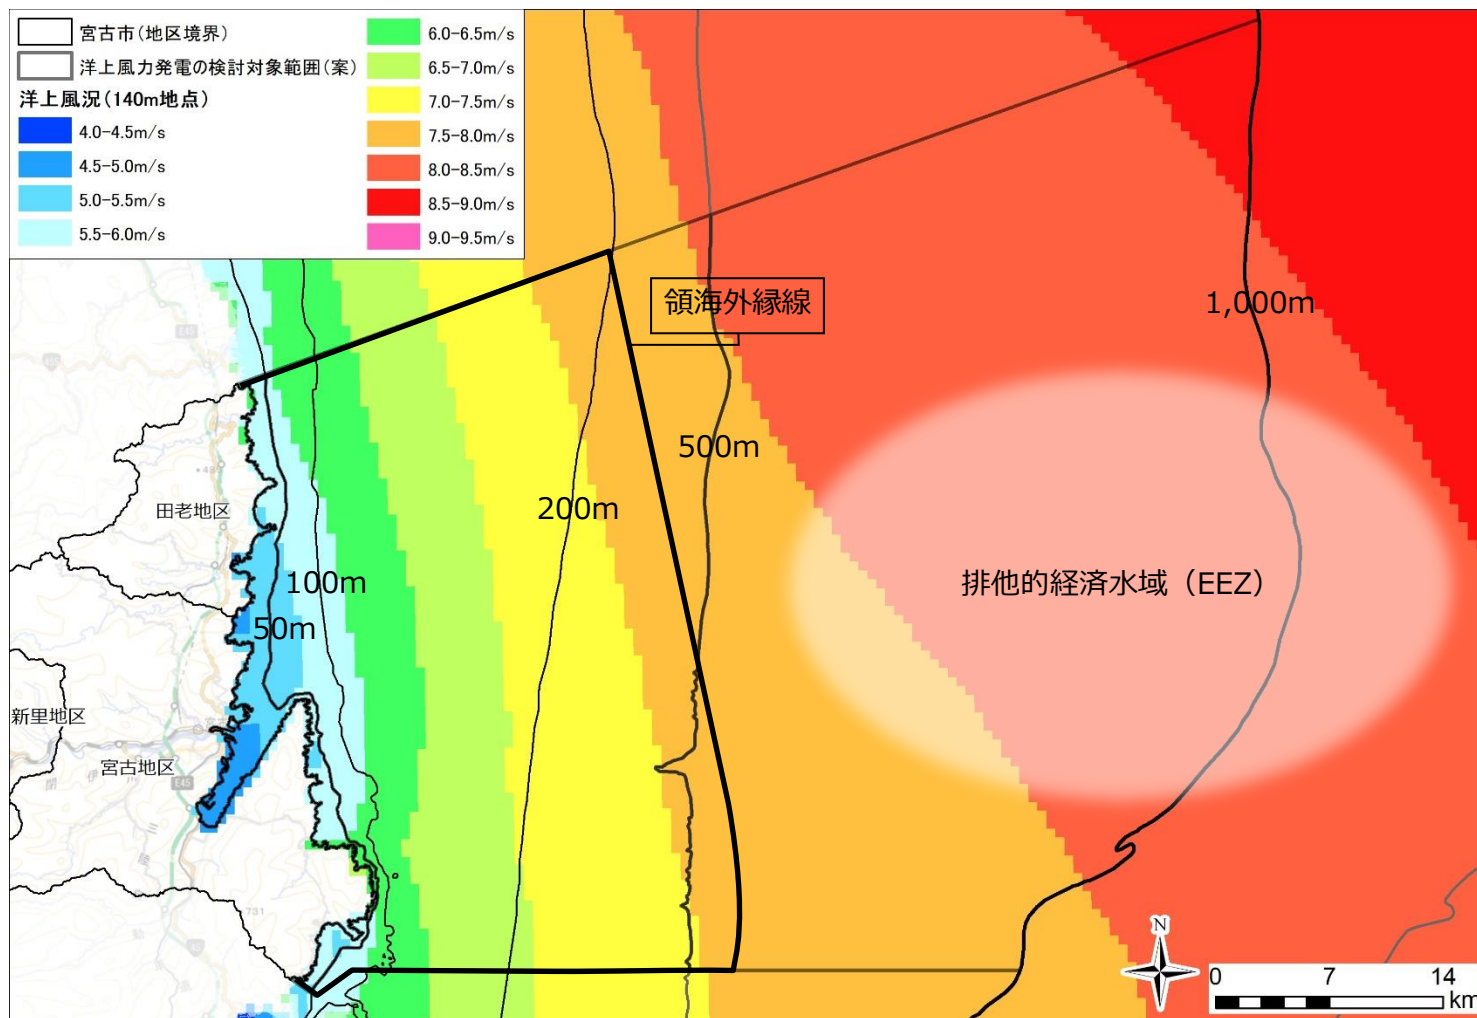 宮古市(地区境界)
洋上風力発電の検討対象範囲(案)
洋上風況(140m地点)
4.0-4.5m/s
4.5-5.0m/s
5.0-5.5m/s
5.5-6.0m/s
6.0-6.5m/s
6.5-7.0m/s
7.0-7.5m/s
7.5-8.0m/s
8.0-8.5m/s
8.5-9.0m/s
9.0-9.5m/s
領海外縁線
1,000m
500m
200m
100m
50m
排他的経済水域（EEZ）
田老地区
新里地区
宮古地区
E45
E45
731
N
0 7 14
km